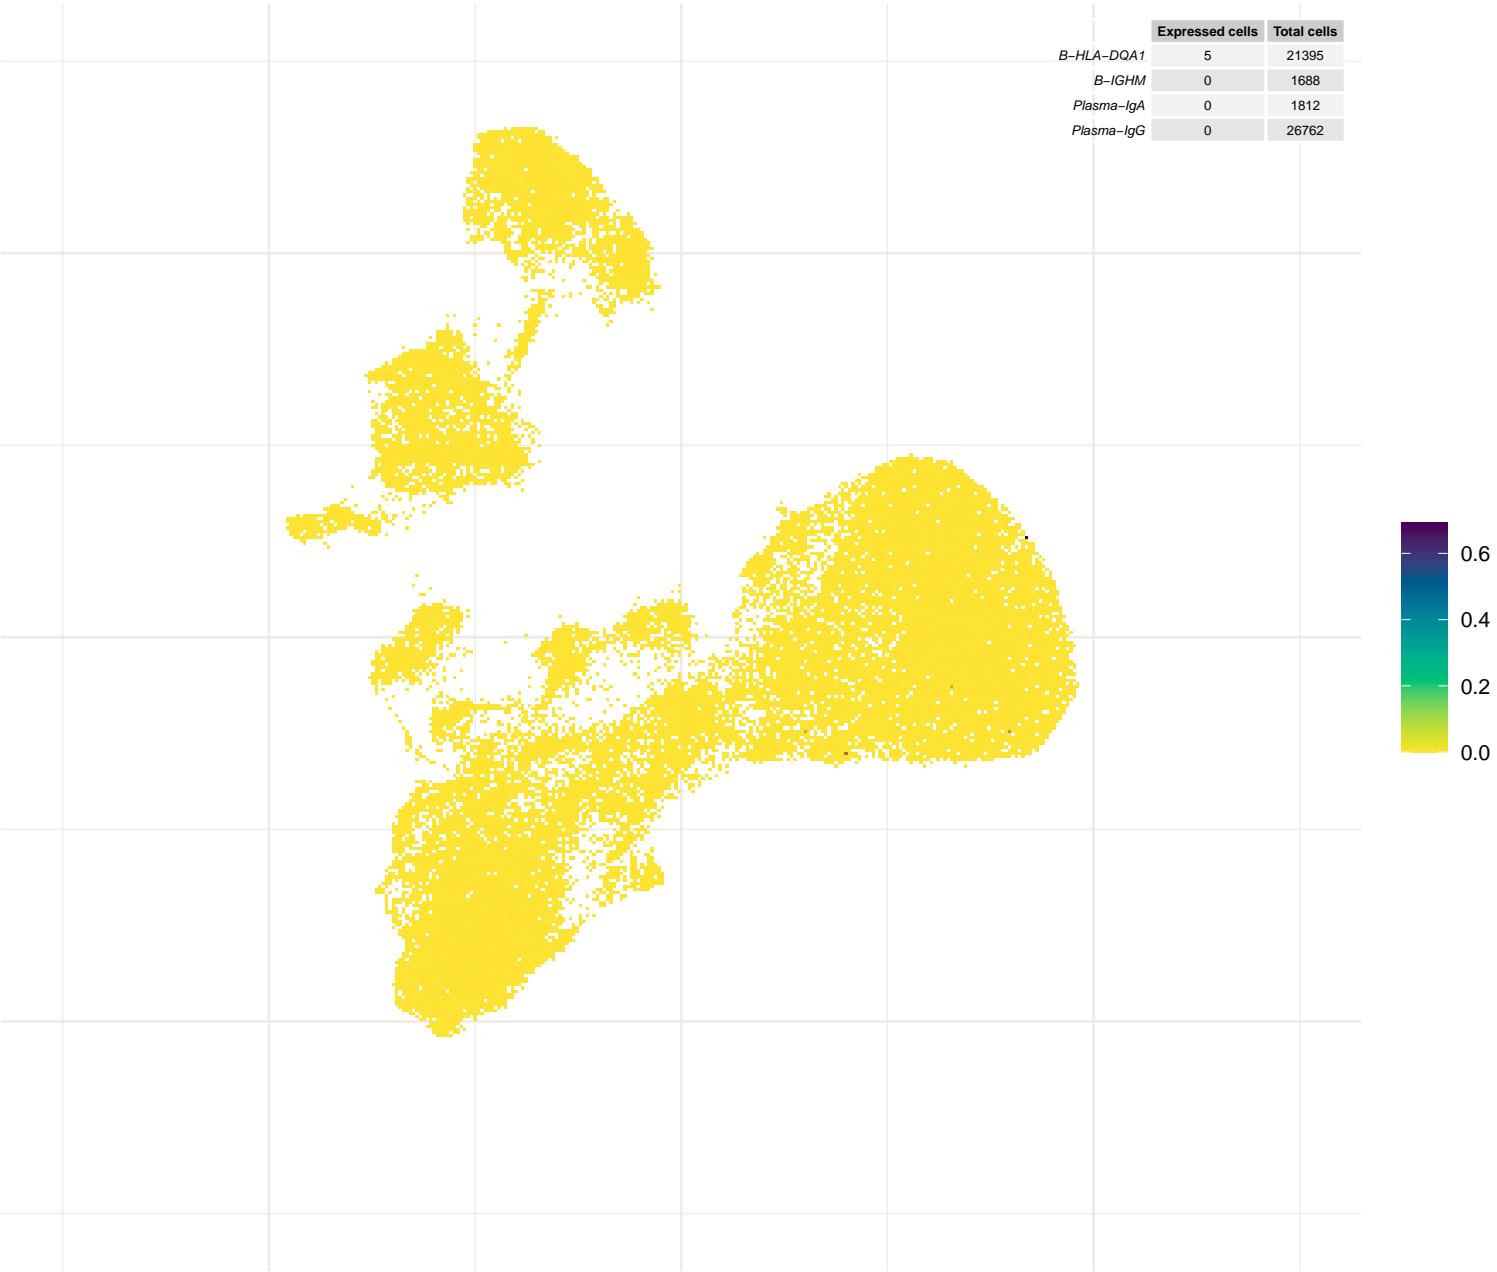 Expressed cells Total cells
B−HLA−DQA1 5 21395
B−IGHM 0 1688
Plasma−IgA 0 1812
Plasma−IgG 0 26762
0.6
0.4
0.2
0.0